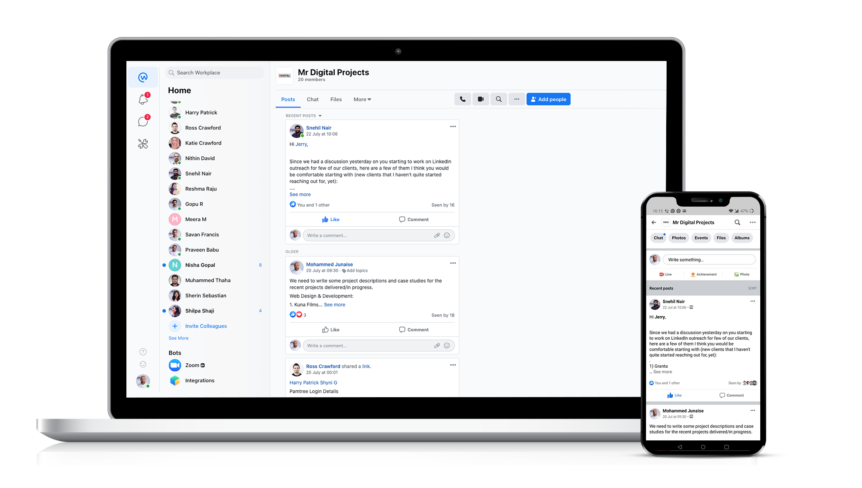 Search Workplace
Home
Harry Patrick
Ross Crawford
Katie Crawford
Nithin David
Snehil Nair
Reshma Raju
Gopu R
M
Meera M
Savan Francis
Praveen Babu
N
Nisha Gopal
Muhammed Thaha
Sherin Sebastian
Shilpa Shaji
Invite Colleagues
See More
Bots
Zoom
Integrations
Mr Digital Projects
20 members
Posts Chat Files More
Add people
RECENT POSTS
Snehil Nair
22 July at 10:06
Hi Jerry,
Since we had a discussion yesterday on you starting to work on LinkedIn
outreach for few of our clients, here are a few of them I think you would
be comfortable starting with (new clients that I haven't quite started
reaching out for, yet):
...
See more
You and 1 other Seen by 18
Like Comment
Write a comment...
OLDER
Mohammed Junaise
20 July at 09:30 · Add topics
We need to write some project descriptions and case studies for the
recent projects delivered/in progress.
Web Design & Development:
1. Kuna Films... See more
3 Seen by 18
Like Comment
Write a comment...
Ross Crawford shared a link.
20 July at 00:01
Harry Patrick Shyni G
Pamtree Login Details
Mr Digital Projects
Chat Photos Events Files Albums
Write something...
Live Achievement Photo
Recent posts SORT
Snehil Nair
Hi Jerry,
Since we had a discussion yesterday on you starting
to work on LinkedIn outreach for few of our clients,
here are a few of them I think you would be
comfortable starting with (new clients that I haven't
quite started reaching out for, yet):
1) Grants
... See more
You and 1 other Seen by
Like Comment
Mohammed Junaise
We need to write some project descriptions and case
studies for the recent projects delivered/in progress.